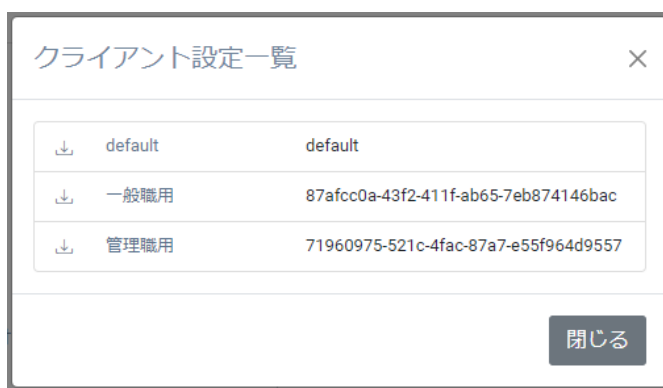 クライアント設定一覧
default default
一般職用 87afcc0a-43f2-411f-ab65-7eb874146bac
管理職用 71960975-521c-4fac-87a7-e55f964d9557
閉じる